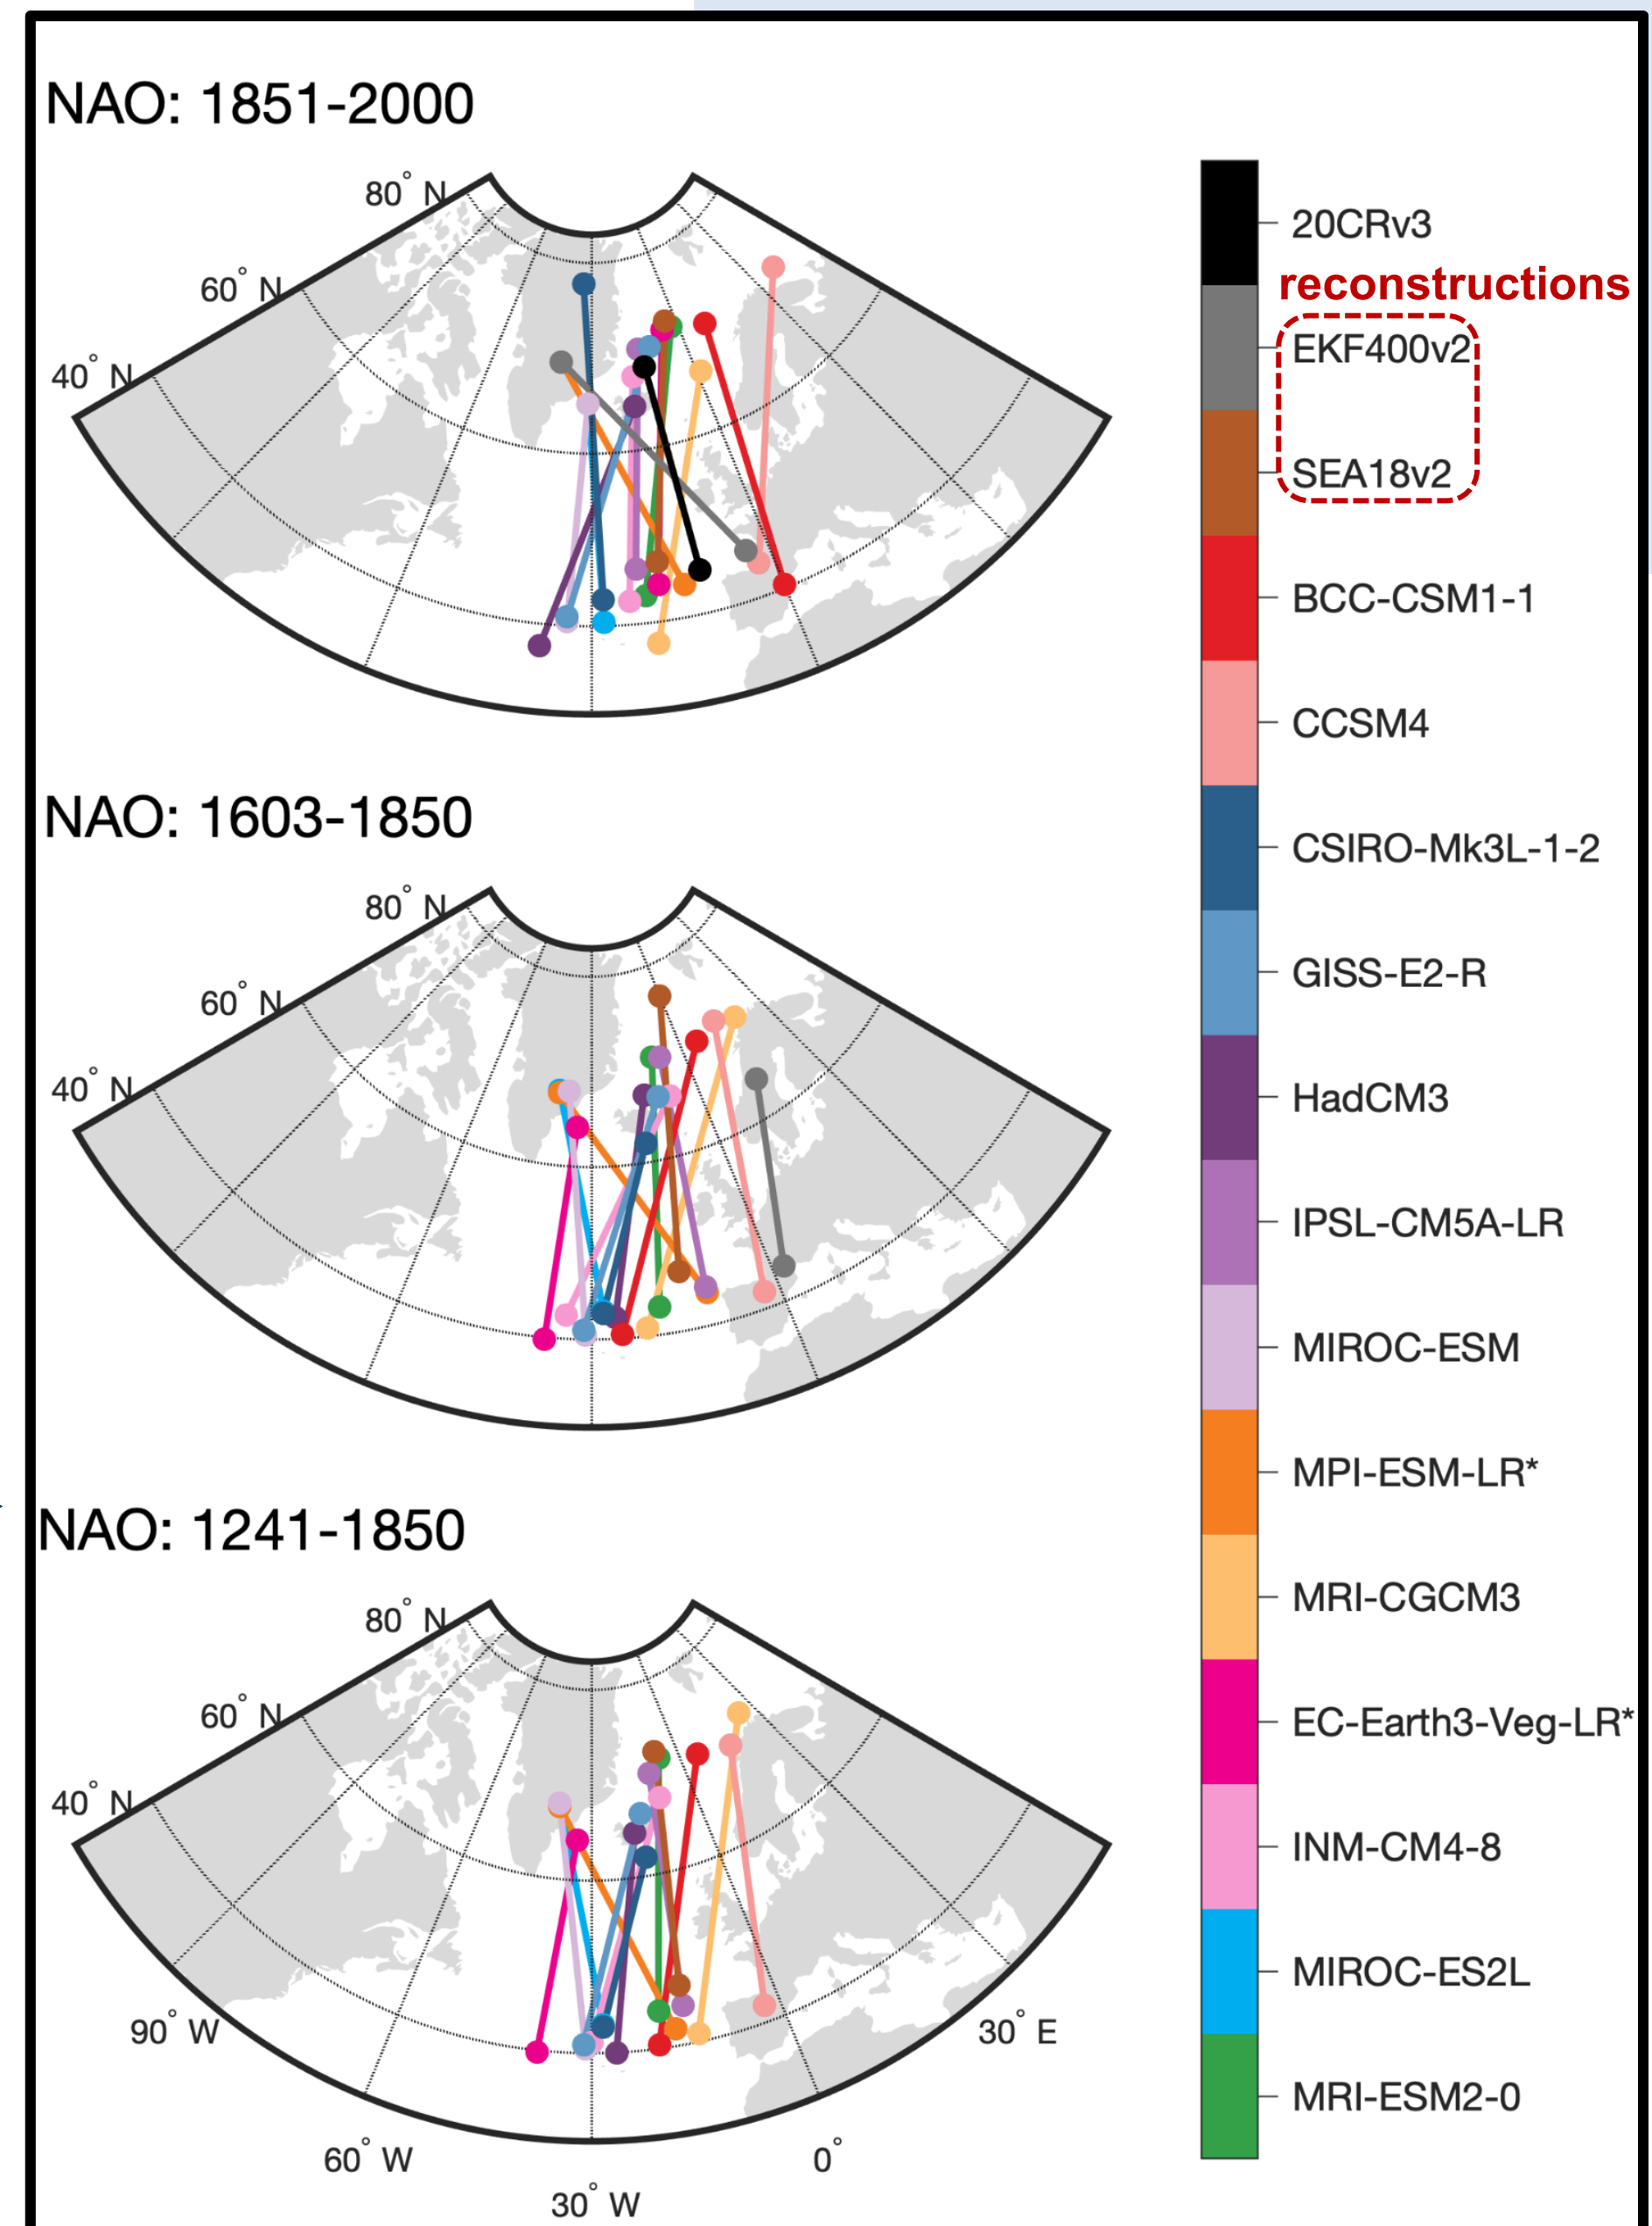 NAO: 1851-2000
80° N
60° N
40° N
NAO: 1603-1850
80° N
60° N
40° N
NAO: 1241-1850
80° N
60° N
40° N
90° W
60° W
30° W
0°
30° E
20CRv3
reconstructions
EKF400v2
SEA18v2
BCC-CSM1-1
CCSM4
CSIRO-Mk3L-1-2
GISS-E2-R
HadCM3
IPSL-CM5A-LR
MIROC-ESM
MPI-ESM-LR*
MRI-CGCM3
EC-Earth3-Veg-LR*
INM-CM4-8
MIROC-ES2L
MRI-ESM2-0